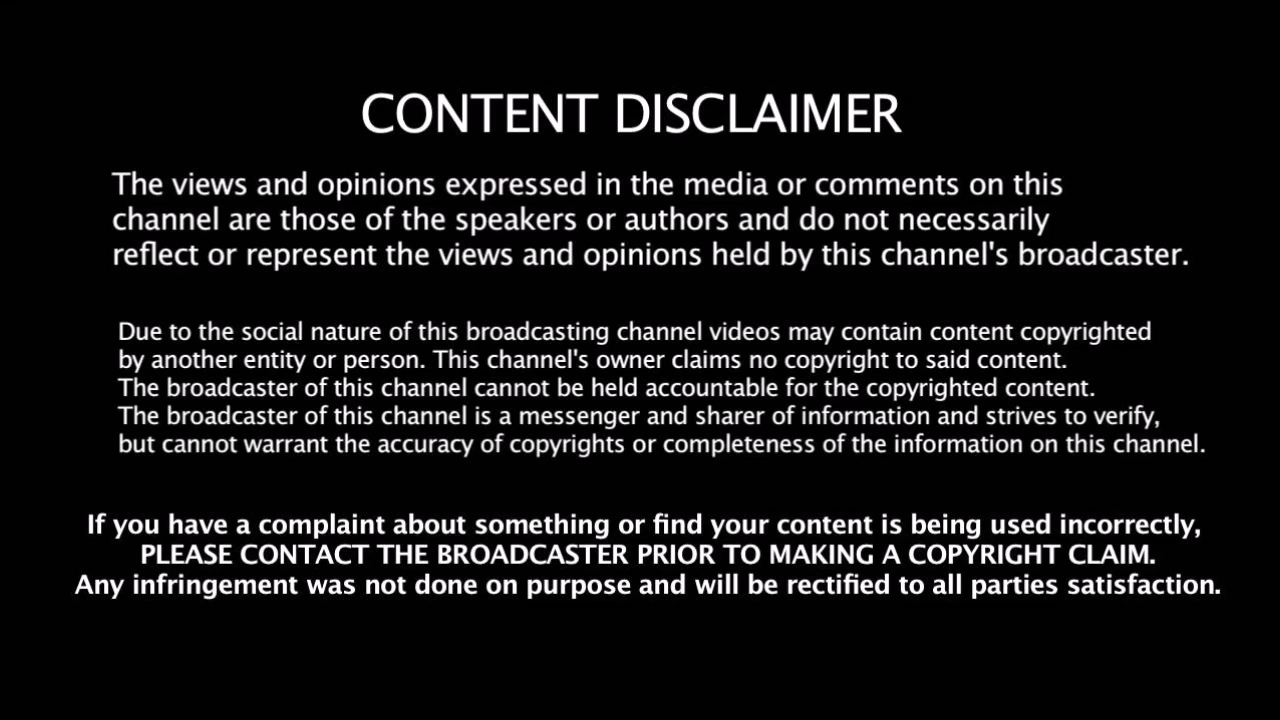 CONTENT DISCLAIMER
The views and opinions expressed in the media or comments on this
channel are those of the speakers or authors and do not necessarily
reflect or represent the views and opinions held by this channel's broadcaster.
Due to the social nature of this broadcasting channel videos may contain content copyrighted
by another entity or person. This channel's owner claims no copyright to said content.
The broadcaster of this channel cannot be held accountable for the copyrighted content.
The broadcaster of this channel is a messenger and sharer of information and strives to verify,
but cannot warrant the accuracy of copyrights or completeness of the information on this channel.
If you have a complaint about something or find your content is being used incorrectly,
PLEASE CONTACT THE BROADCASTER PRIOR TO MAKING A COPYRIGHT CLAIM.
Any infringement was not done on purpose and will be rectified to all parties satisfaction.